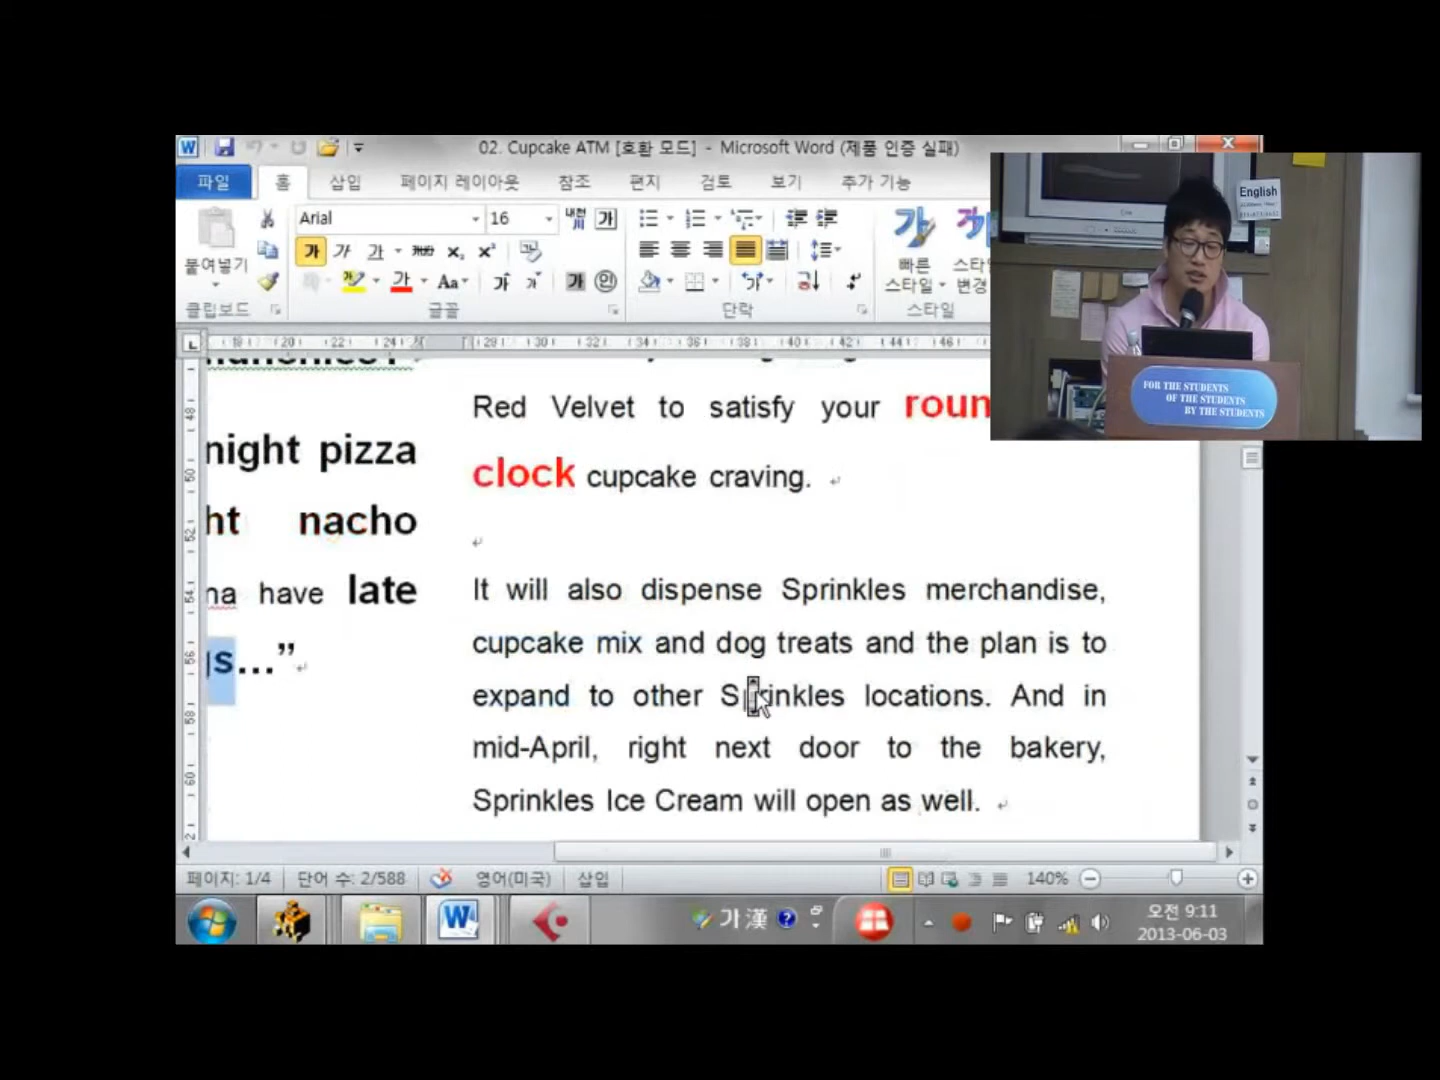 02. Cupcake ATM [호환 모드] - Microsoft Word (제품 인증 실패)
파일 홈 삽입 페이지 레이아웃 참조 편지 검토 보기 추가 기능
Arial 16
붙여넣기
클립보드 글꼴 단락 스타일
빠른 스타일
변경
English
FOR THE STUDENTS
OF THE STUDENTS
BY THE STUDENTS
Red Velvet to satisfy your
clock cupcake craving.
night pizza
nacho
have late
…”
It will also dispense Sprinkles merchandise,
cupcake mix and dog treats and the plan is to
expand to other Sprinkles locations. And in
mid-April, right next door to the bakery,
Sprinkles Ice Cream will open as well.
페이지: 1/4 단어 수: 2/588 영어(미국) 삽입 140%
가 漢
오전 9:11
2013-06-03